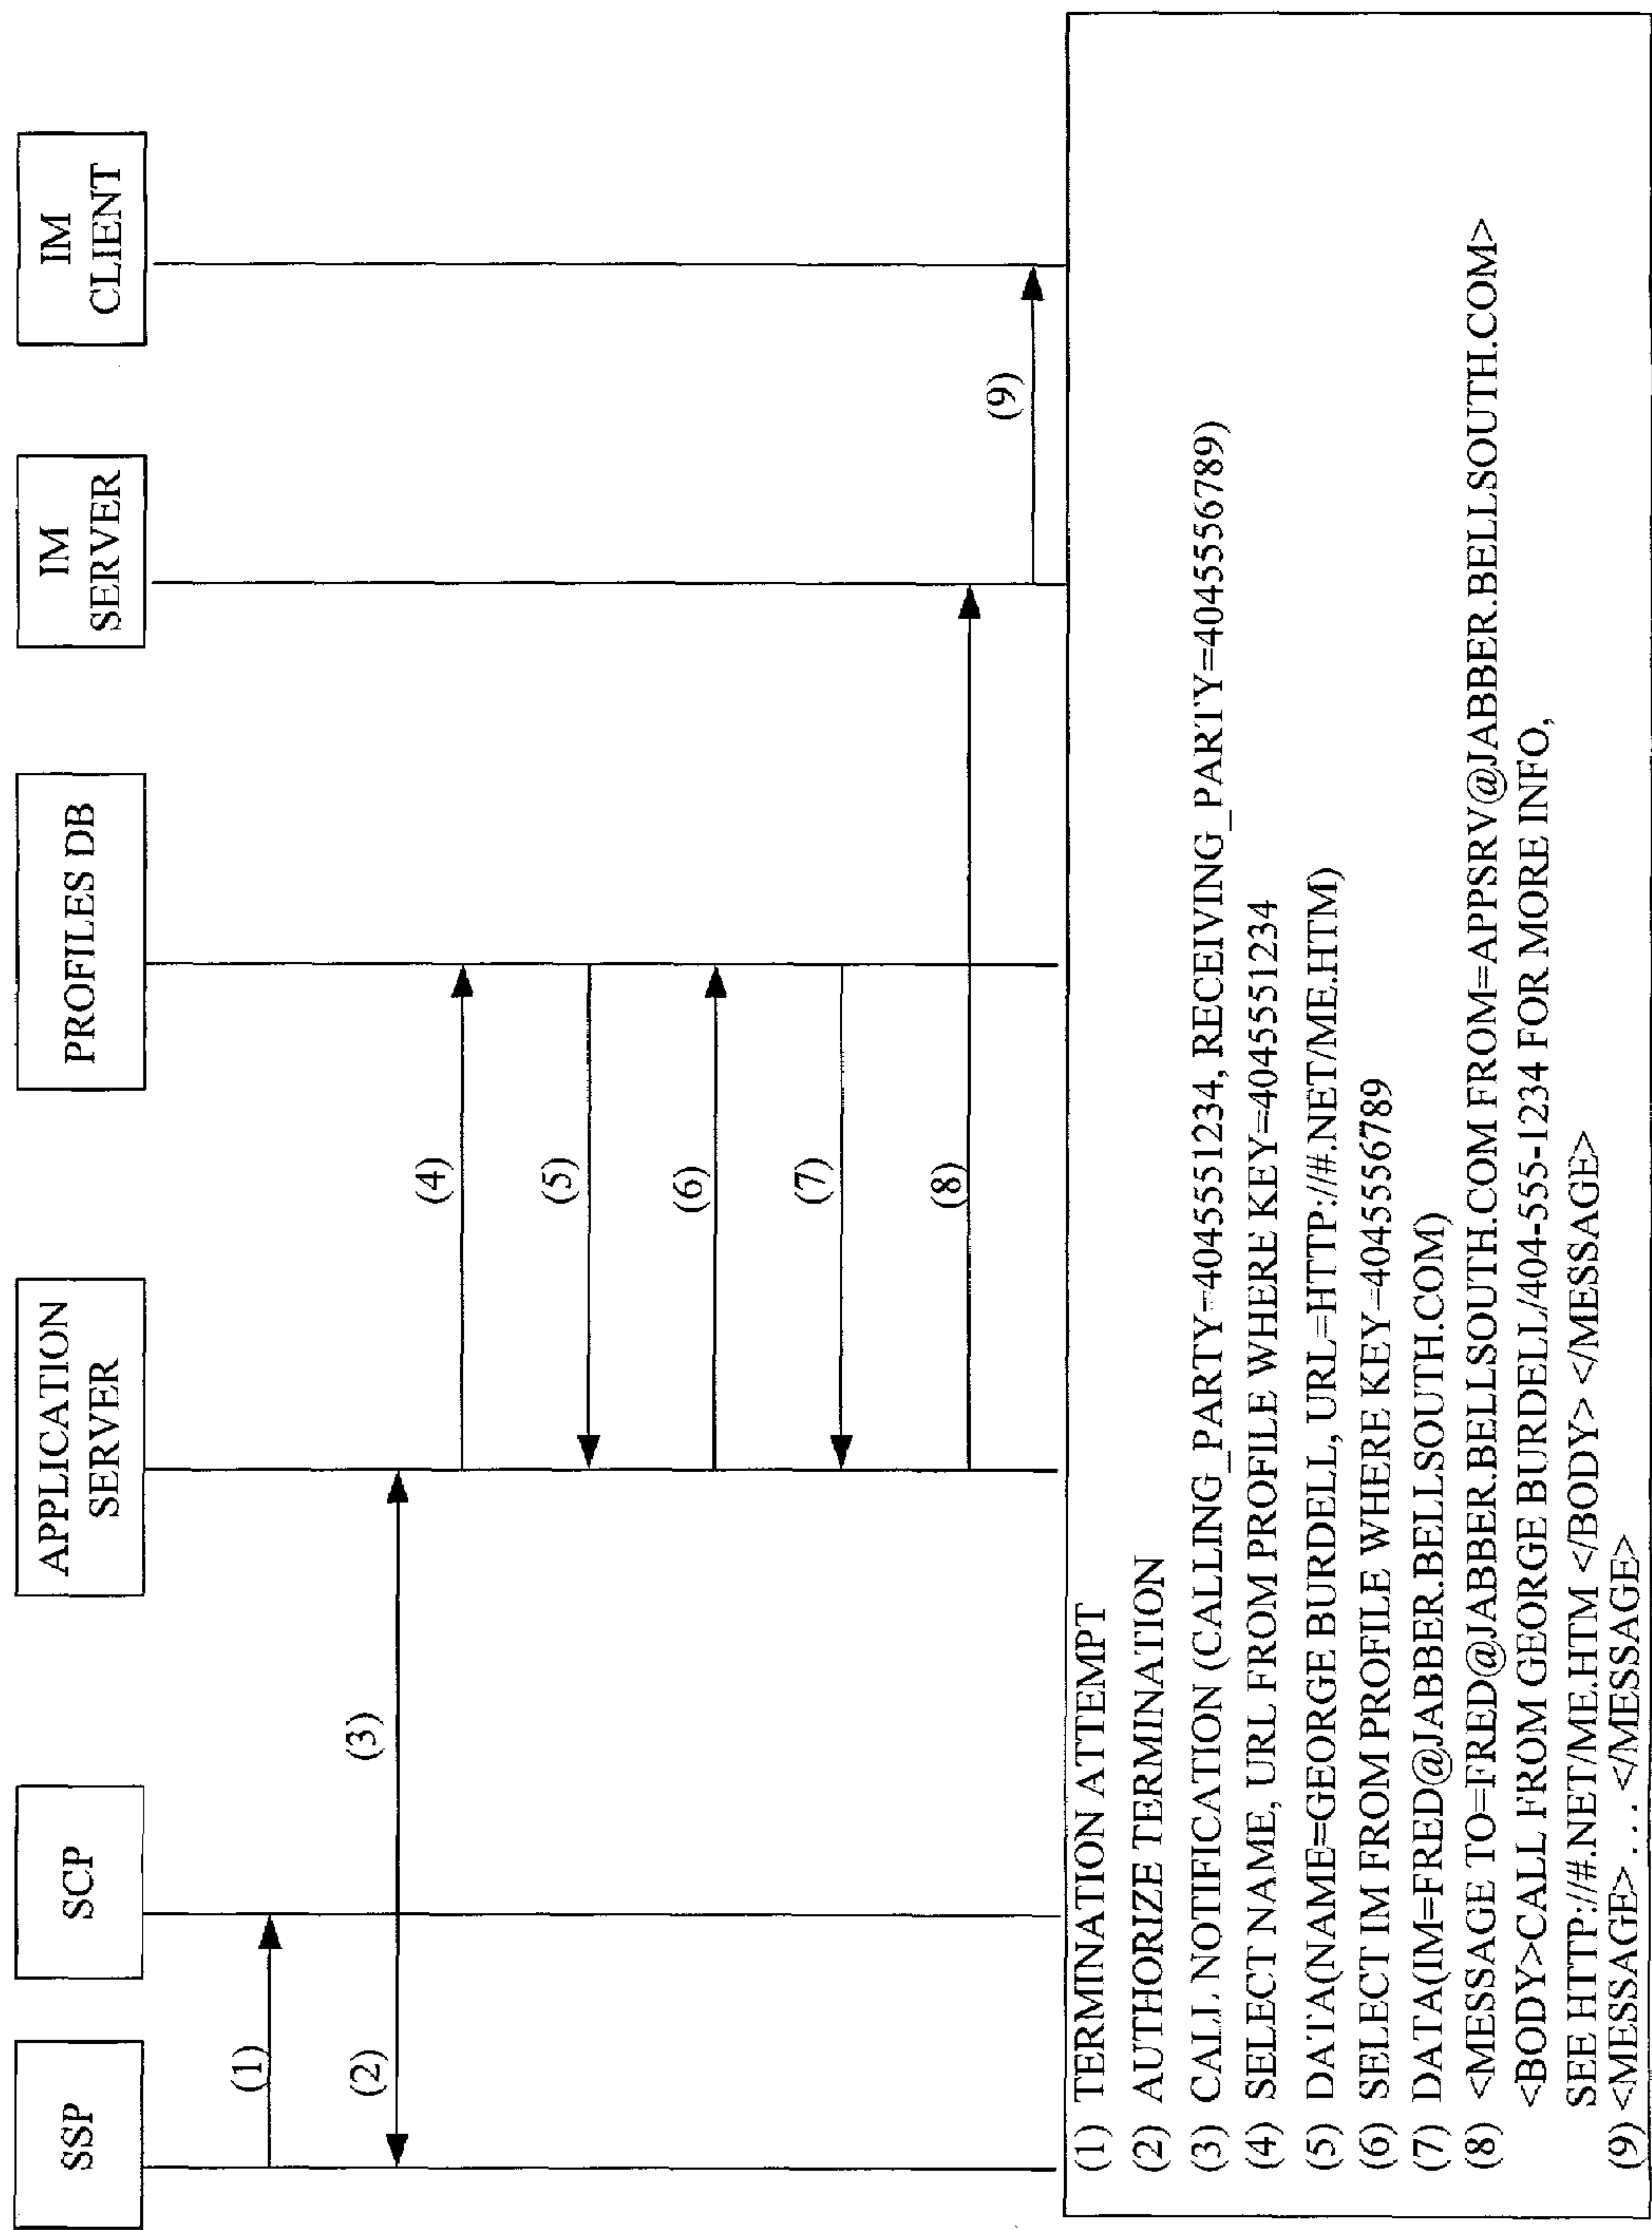 SSP
SCP
APPLICATION
SERVER
PROFILES DB
IM
SERVER
IM
CLIENT
(1)
(2)
(3)
(4)
(5)
(6)
(7)
(8)
(9)
(1) TERMINATION ATTEMPT
(2) AUTHORIZE TERMINATION
(3) CALL NOTIFICATION (CALLING_PARTY=4045551234, RECEIVING_PARTY=4045556789)
(4) SELECT NAME, URL FROM PROFILE WHERE KEY=4045551234
(5) DATA(NAME=GEORGE BURDELL, URL=HTTP://#.NET/ME.HTM)
(6) SELECT IM FROM PROFILE WHERE KEY=4045556789
(7) DATA(IM=FRED@JABBER.BELLSOUTH.COM)
(8) <MESSAGE TO=FRED@JABBER.BELLSOUTH.COM FROM=APPSRV@JABBER.BELLSOUTH.COM>
<BODY>CALL FROM GEORGE BURDELL/404-555-1234 FOR MORE INFO,
SEE HTTP://#.NET/ME.HTM </BODY> </MESSAGE>
(9) <MESSAGE> .... </MESSAGE>